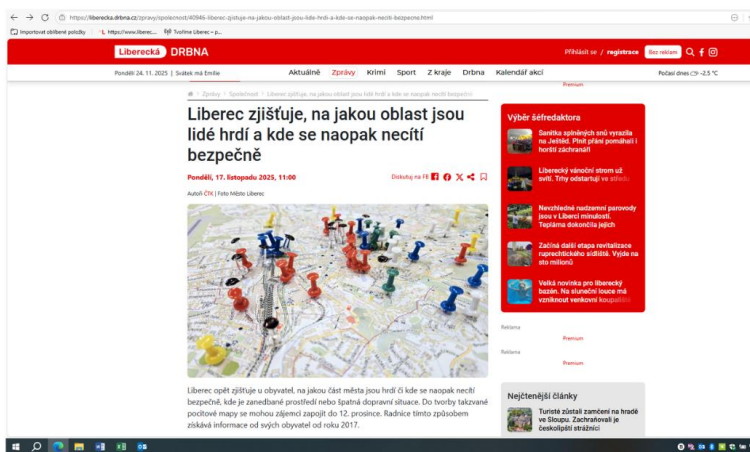 https://liberecka.drbna.cz/zpravy/spolecnost/40946-liberec-zjistuje-na-jakou-oblast-jsou-lide-hrdi-a-kde-se-naopak-neciti-bezpecne.html
Importovat oblíbené položky
https://www.liberec...
Tvoříme Liberec – p...
Liberecká DRBNA
Přihlásit se / registrace
Bez reklam
Pondělí 24. 11. 2025 | Svátek má Emílie
Aktuálně Zprávy Krimi Sport Z kraje Drbna Kalendář akcí
Počasí dnes -2.5 °C
Premium
Zprávy
Společnost
Liberec zjišťuje, na jakou oblast jsou lidé hrdí a kde se naopak necítí bezpečně
Liberec zjišťuje, na jakou oblast jsou
lidé hrdí a kde se naopak necítí
bezpečně
Pondělí, 17. listopadu 2025, 11:00
Diskutuj na FB
Autoři ČTK | Foto Město Liberec
Liberec opět zjišťuje u obyvatel, na jakou část města jsou hrdí či kde se naopak necítí
bezpečně, kde je zanedbané prostředí nebo špatná dopravní situace. Do tvorby takzvané
pocitové mapy se mohou zájemci zapojit do 12. prosince. Radnice tímto způsobem
získává informace od svých obyvatel od roku 2017.
Výběr šéfredaktora
Sanitka splněných snů vyrazila
na Ještěd. Plnit přání pomáhali i
horští záchranáři
Liberecký vánoční strom už
svítí. Trhy odstartují ve středu
Nevzhledné nadzemní parovody
jsou v Liberci minulostí.
Teplárna dokončila jejich
Začíná další etapa revitalizace
ruprechtického sídliště. Vyjde na
sto milionů
Velká novinka pro liberecký
bazén. Na sluneční louce má
vzniknout venkovní koupaliště
Reklama
Premium
Reklama
Premium
Nejčtenější články
Turisté zůstali zamčení na hradě
ve Sloupu. Zachraňovali je
českolipští strážníci